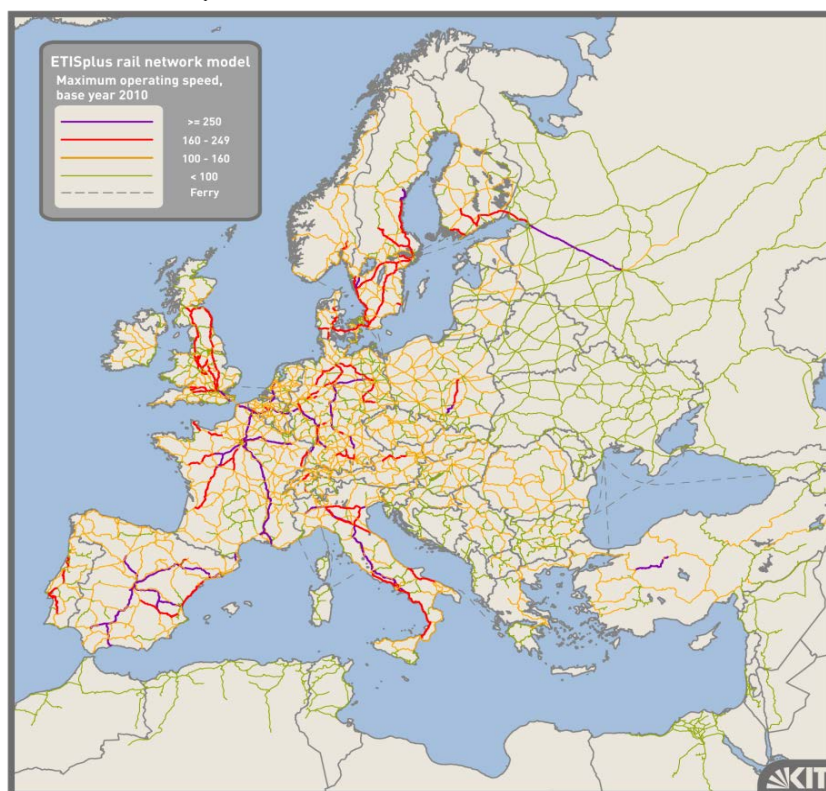 ETISplus rail network model
Maximum operating speed,
base year 2010
>= 250
160 - 249
100 - 160
< 100
Ferry
KIT